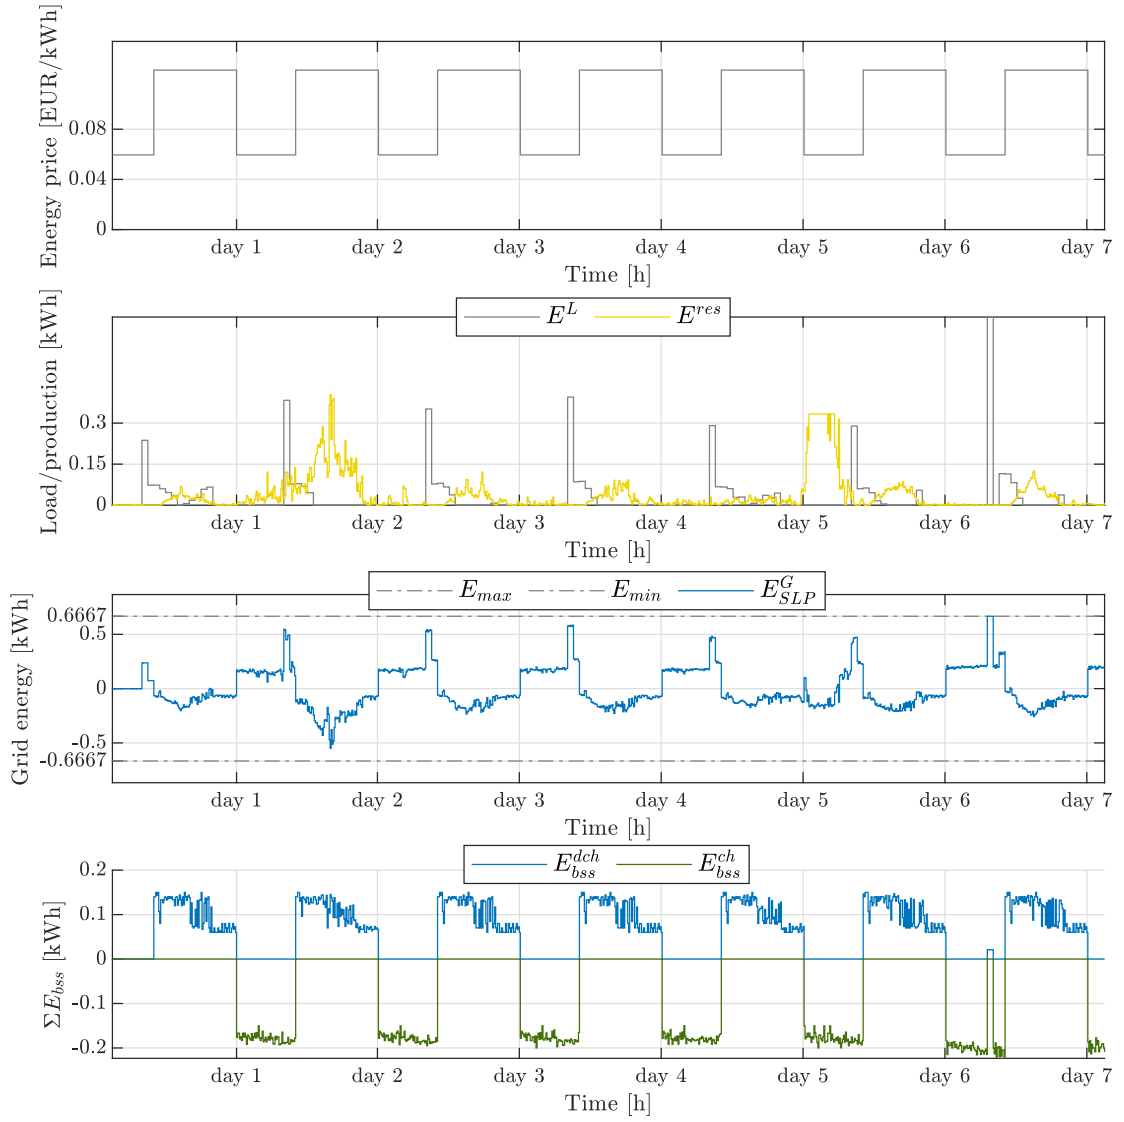 Energy price [EUR/kWh]
0.08
0.04
0
day 1 day 2 day 3 day 4 day 5 day 6 day 7
Time [h]
E^L E^res
Load/production [kWh]
0.3
0.15
0
day 1 day 2 day 3 day 4 day 5 day 6 day 7
Time [h]
E_max E_min E^G_SLP
Grid energy [kWh]
0.6667
0.5
0
-0.5
-0.6667
day 1 day 2 day 3 day 4 day 5 day 6 day 7
Time [h]
E^dch_bss E^ch_bss
ΣE_bss [kWh]
0.2
0.1
0
-0.1
-0.2
day 1 day 2 day 3 day 4 day 5 day 6 day 7
Time [h]